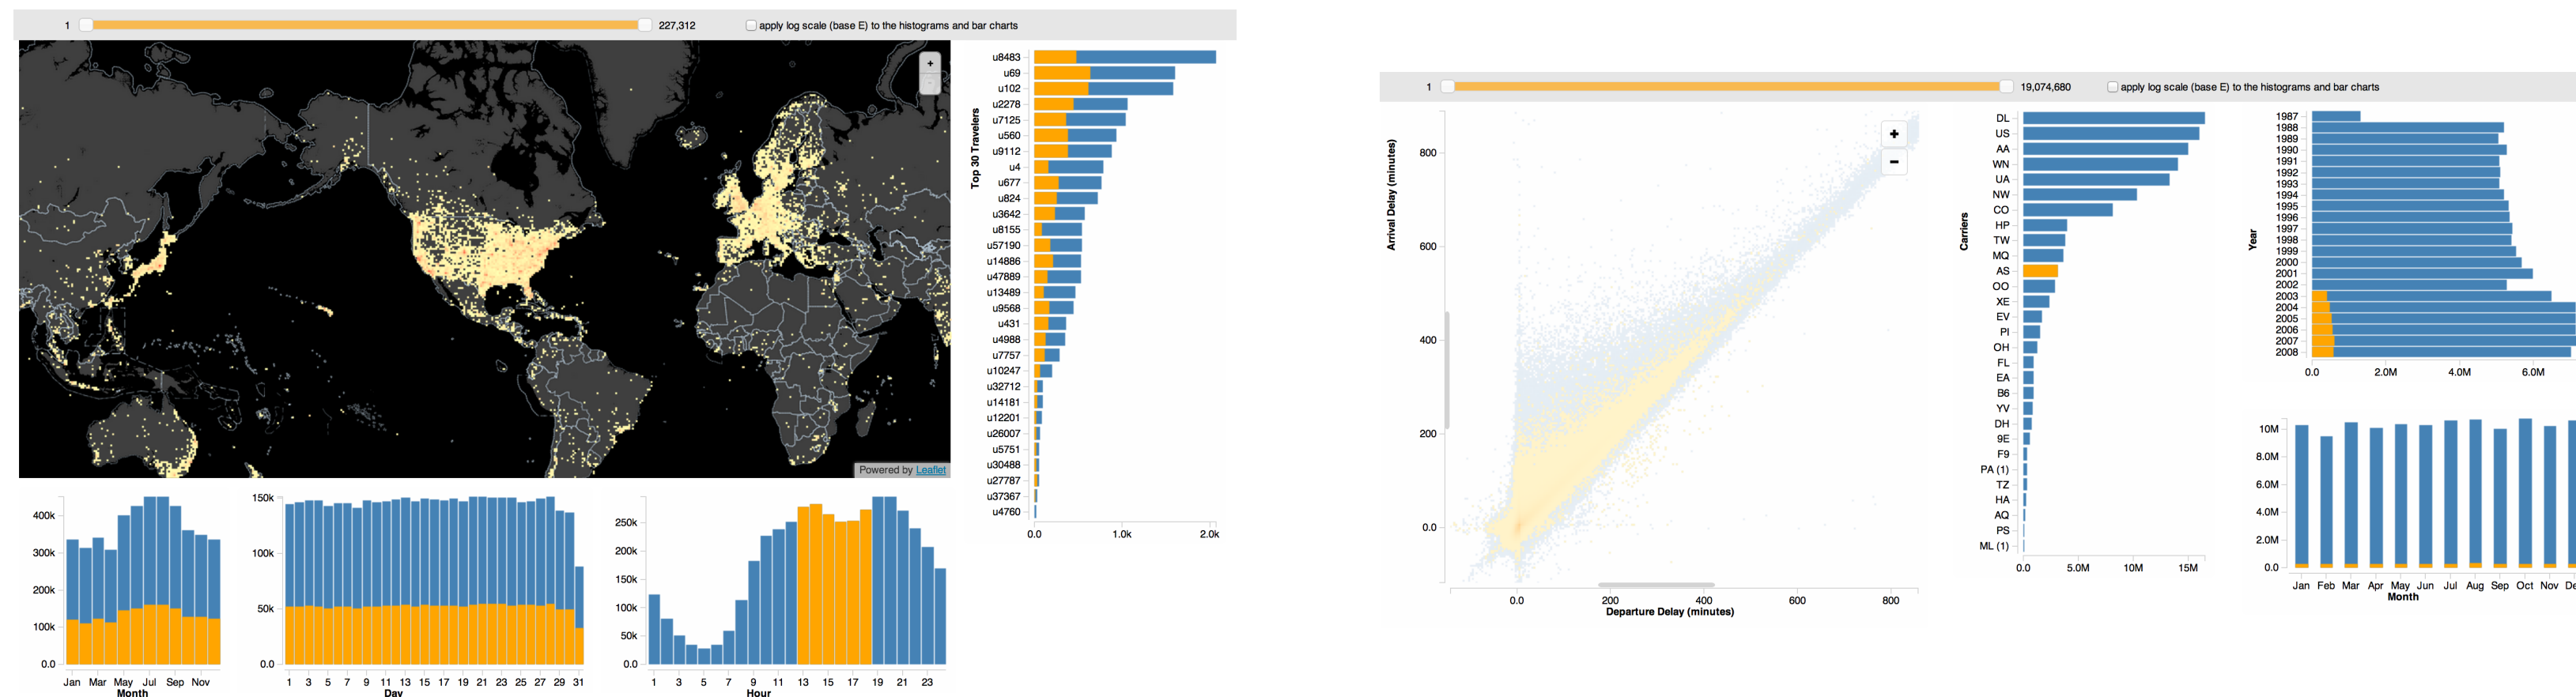 1
227,312
apply log scale (base E) to the histograms and bar charts
+
-
Powered by Leaflet
Top 30 Travelers
u8483
u69
u102
u2278
u7125
u560
u9112
u4
u677
u824
u3642
u8155
u57190
u14886
u47889
u13489
u9568
u431
u4988
u7757
u10247
u32712
u14181
u12201
u26007
u5751
u30488
u27787
u37367
u4760
0.0 1.0k 2.0k
400k
300k
200k
100k
0.0
Jan Mar May Jul Sep Nov
Month
150k
100k
50k
0.0
1 3 5 7 9 11 13 15 17 19 21 23 25 27 29 31
Day
250k
200k
150k
100k
50k
0.0
1 3 5 7 9 11 13 15 17 19 21 23
Hour
1
19,074,680
apply log scale (base E) to the histograms and bar charts
Arrival Delay (minutes)
800
600
400
200
0.0
+
−
0.0 200 400 600 800
Departure Delay (minutes)
Carriers
DL
US
AA
WN
UA
NW
CO
HP
TW
MQ
AS
OO
XE
EV
PI
OH
FL
EA
B6
YV
DH
9E
F9
PA (1)
TZ
HA
AQ
PS
ML (1)
0.0 5.0M 10M 15M
Year
1987
1988
1989
1990
1991
1992
1993
1994
1995
1996
1997
1998
1999
2000
2001
2002
2003
2004
2005
2006
2007
2008
0.0 2.0M 4.0M 6.0M
10M
8.0M
6.0M
4.0M
2.0M
0.0
Jan Feb Mar Apr May Jun Jul Aug Sep Oct Nov De
Month